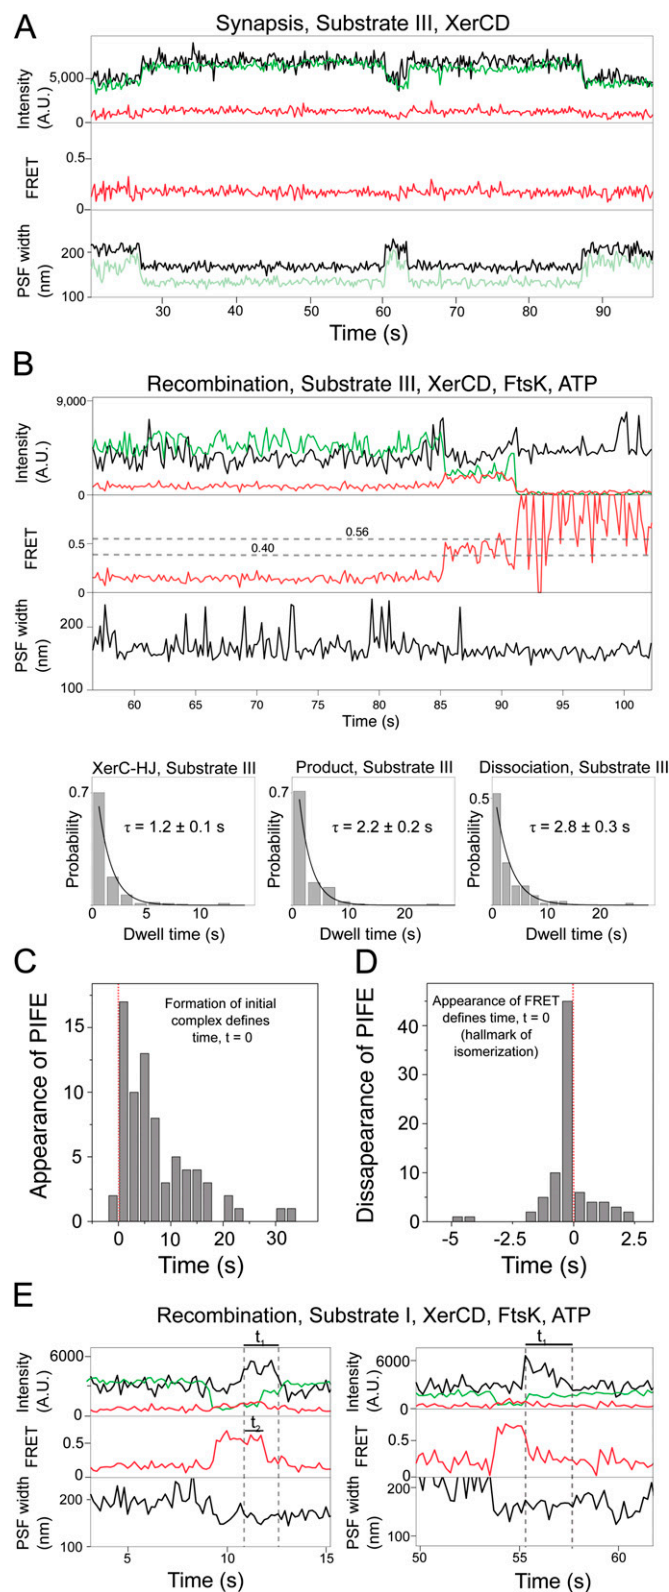 A
Synapsis, Substrate III, XerCD
Intensity (A.U.)
5,000
0
FRET
0.5
0
PSF width (nm)
200
100
30 40 50 60 70 80 90
Time (s)
B
Recombination, Substrate III, XerCD, FtsK, ATP
Intensity (A.U.)
9,000
0
FRET
0.5
0
0.56
0.40
PSF width (nm)
200
100
60 65 70 75 80 85 90 95 100
Time (s)
XerC-HJ, Substrate III
Probability
0.7
0
τ = 1.2 ± 0.1 s
0 5 10
Dwell time (s)
Product, Substrate III
Probability
0.7
0
τ = 2.2 ± 0.2 s
0 10 20
Dwell time (s)
Dissociation, Substrate III
Probability
0.5
0
τ = 2.8 ± 0.3 s
0 10 20
Dwell time (s)
C
Appearance of PIFE
15
10
5
0
Formation of initial
complex defines
time, t = 0
0 10 20 30
Time (s)
D
Dissapearance of PIFE
40
30
20
10
0
Appearance of FRET
defines time, t = 0
(hallmark of
isomerization)
-5 -2.5 0 2.5
Time (s)
E
Recombination, Substrate I, XerCD, FtsK, ATP
t1
Intensity (A.U.)
6000
0
FRET
0.5
0
t2
PSF width (nm)
200
100
5 10 15
Time (s)
t1
Intensity (A.U.)
6000
0
FRET
0.5
0
PSF width (nm)
200
100
50 55 60
Time (s)